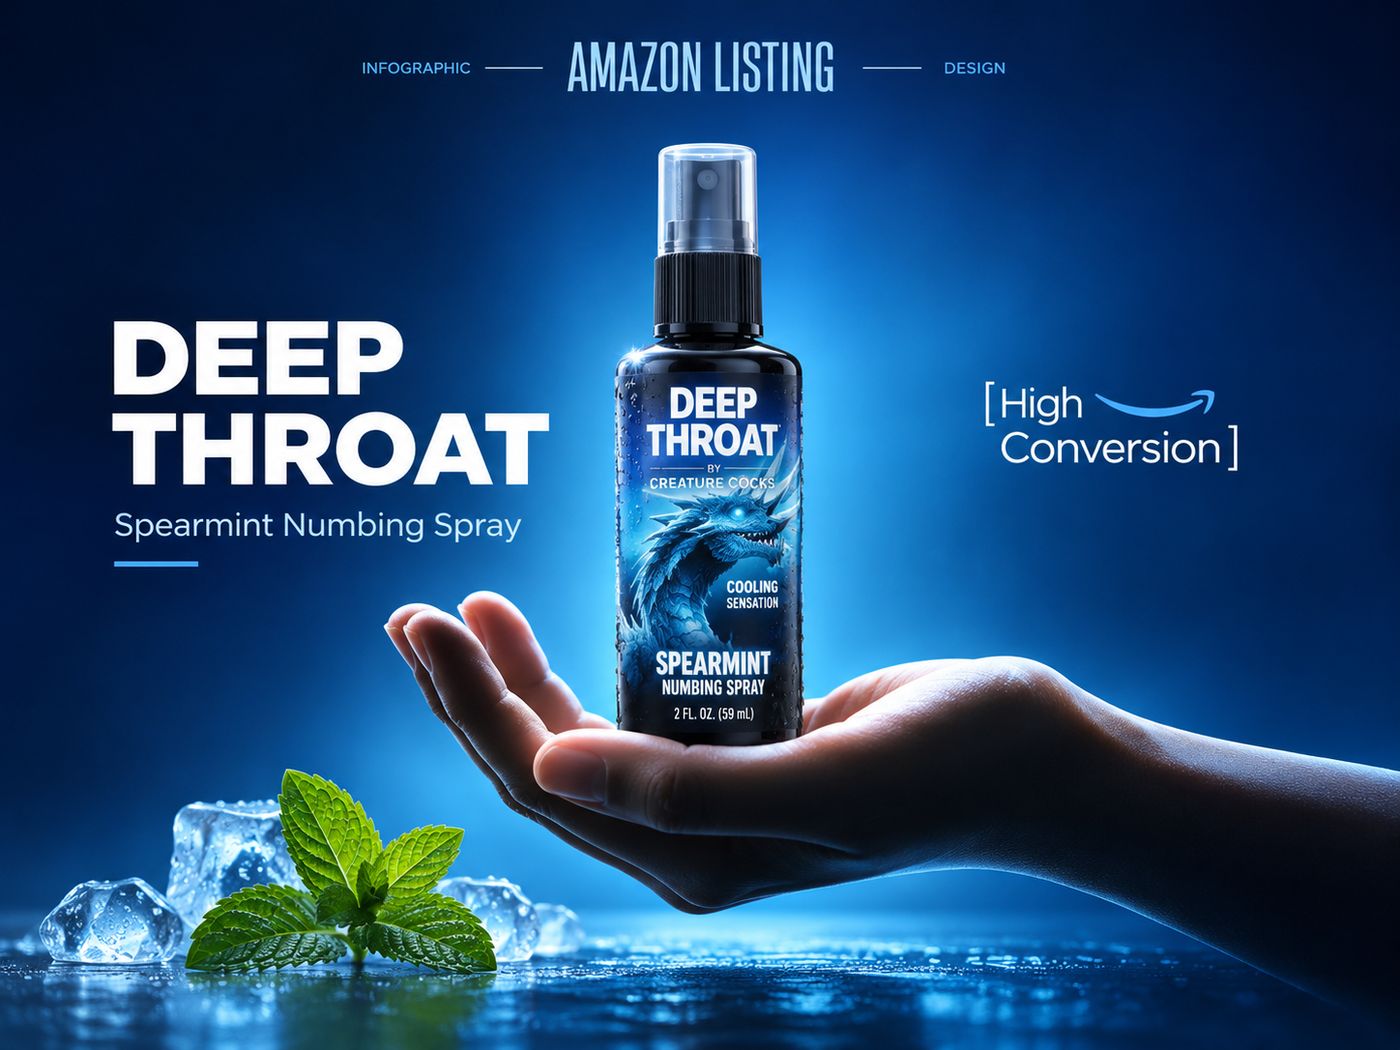 INFOGRAPHIC
AMAZON LISTING
DESIGN
DEEP
THROAT
Spearmint Numbing Spray
DEEP
THROAT
BY
CREATURE COCKS
COOLING
SENSATION
SPEARMINT
NUMBING SPRAY
2 FL. OZ. (59 mL)
[High
Conversion]